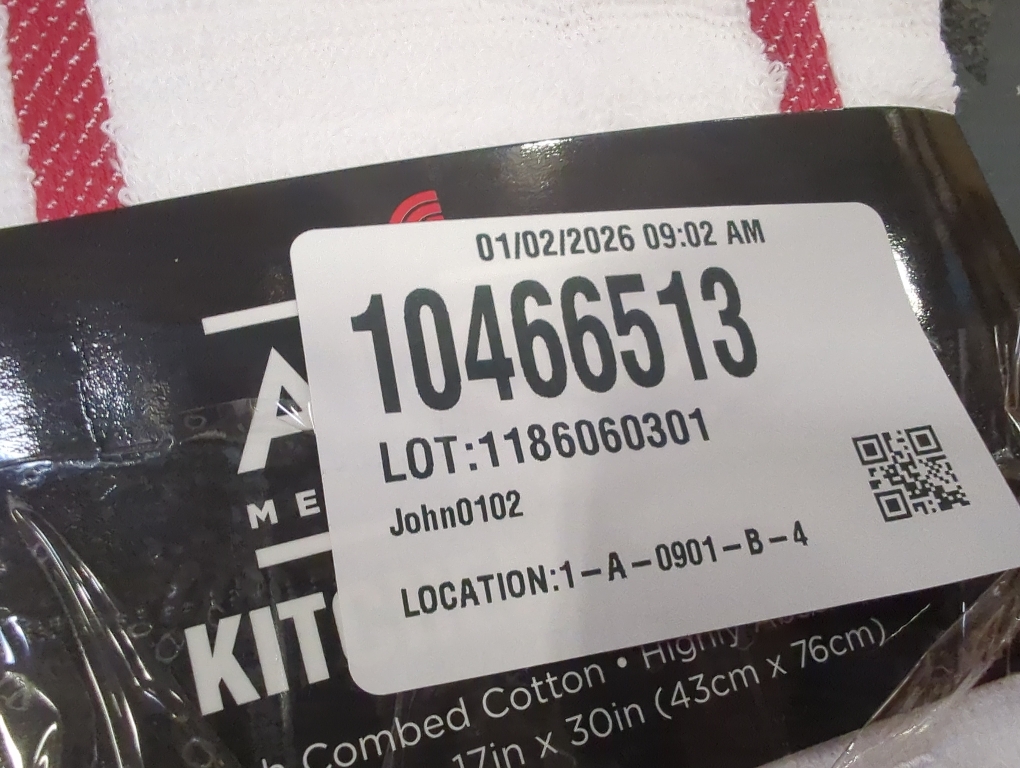 01/02/2026 09:02 AM
10466513
LOT:1186060301
John0102
LOCATION:1-A-0901-B-4
A
ME
KIT
Combed Cotton • Highly
17in x 30in (43cm x 76cm)